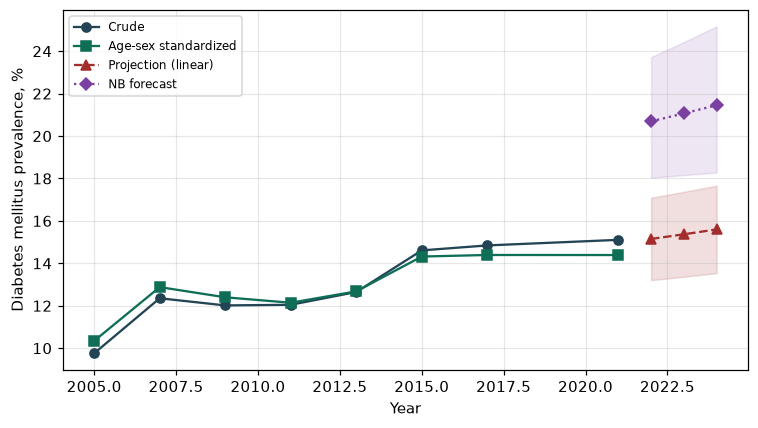 Crude
Age-sex standardized
Projection (linear)
NB forecast
Diabetes mellitus prevalence, %
24
22
20
18
16
14
12
10
2005.0 2007.5 2010.0 2012.5 2015.0 2017.5 2020.0 2022.5
Year